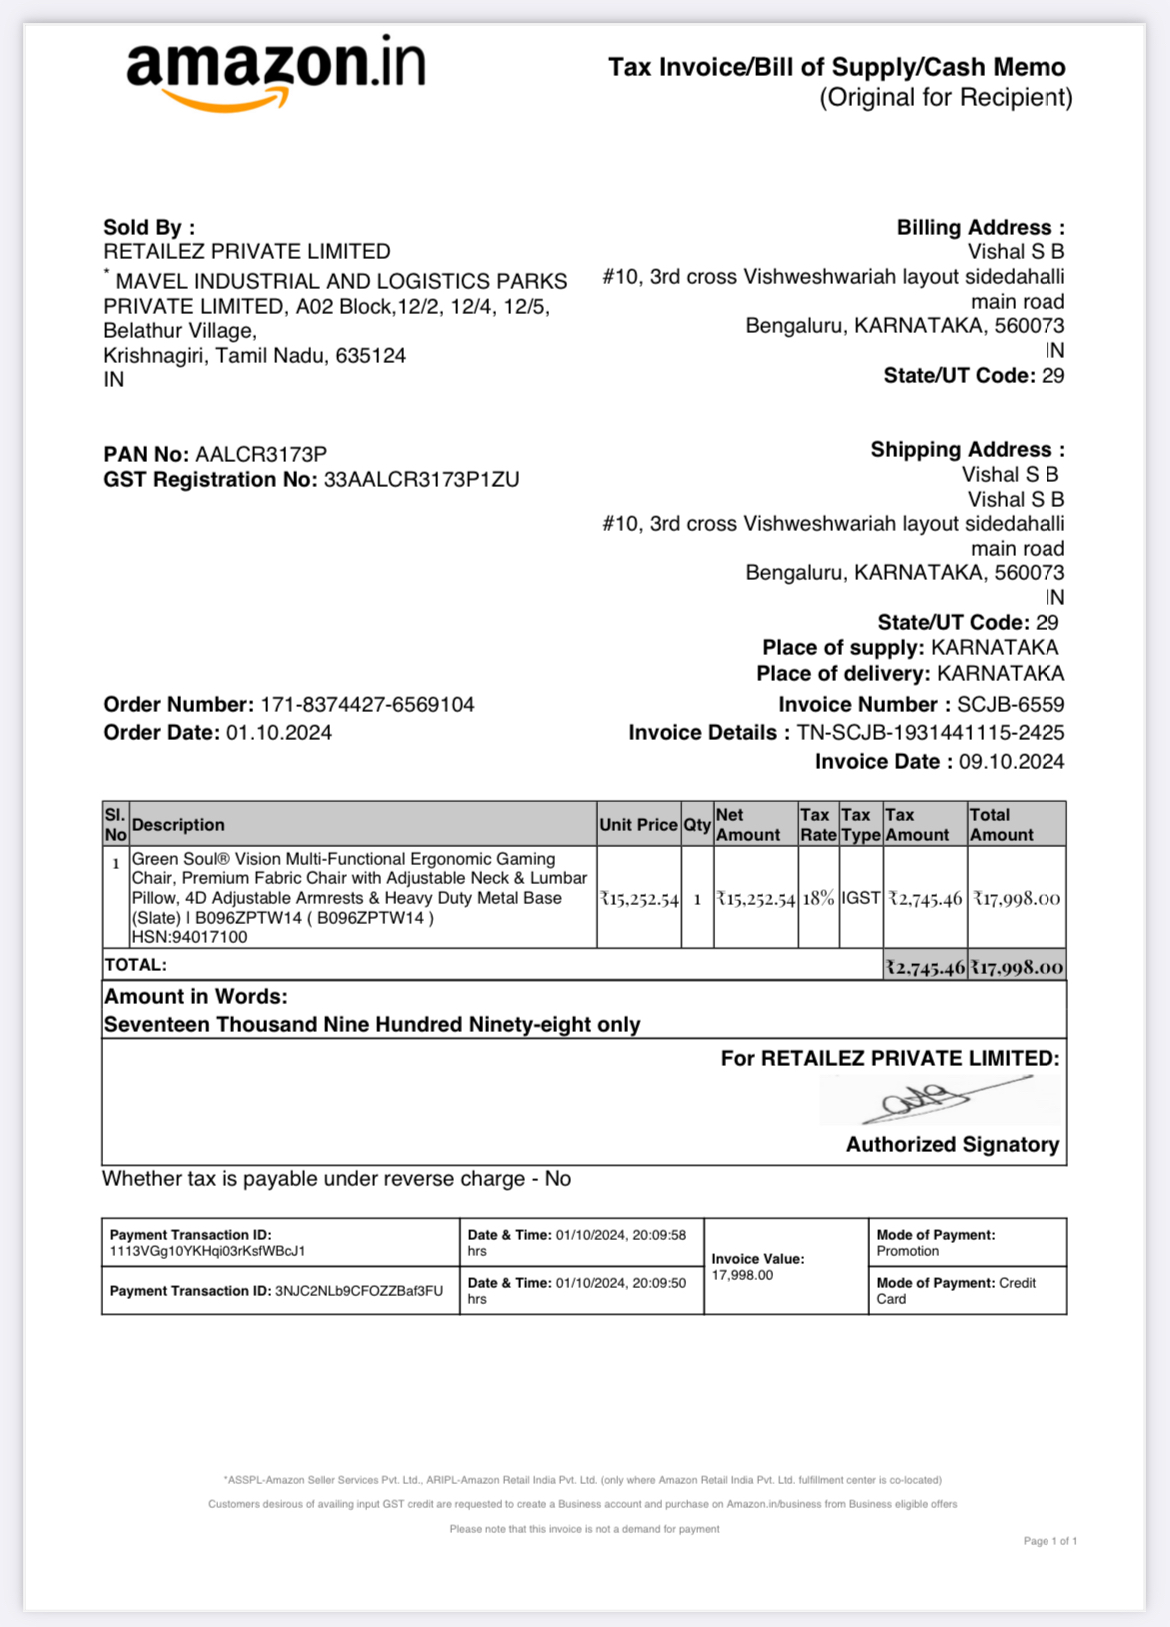 amazon.in
Tax Invoice/Bill of Supply/Cash Memo
(Original for Recipient)
Sold By :
RETAILEZ PRIVATE LIMITED
* MAVEL INDUSTRIAL AND LOGISTICS PARKS
PRIVATE LIMITED, A02 Block,12/2, 12/4, 12/5,
Belathur Village,
Krishnagiri, Tamil Nadu, 635124
IN
Billing Address :
Vishal S B
#10, 3rd cross Vishweshwariah layout sidedahalli
main road
Bengaluru, KARNATAKA, 560073
IN
State/UT Code: 29
PAN No: AALCR3173P
GST Registration No: 33AALCR3173P1ZU
Shipping Address :
Vishal S B
Vishal S B
#10, 3rd cross Vishweshwariah layout sidedahalli
main road
Bengaluru, KARNATAKA, 560073
IN
State/UT Code: 29
Place of supply: KARNATAKA
Place of delivery: KARNATAKA
Order Number: 171-8374427-6569104
Order Date: 01.10.2024
Invoice Number : SCJB-6559
Invoice Details : TN-SCJB-1931441115-2425
Invoice Date : 09.10.2024
Sl. No Description Unit Price Qty Net Amount Tax Rate Tax Type Tax Amount Total Amount
1 Green Soul® Vision Multi-Functional Ergonomic Gaming
Chair, Premium Fabric Chair with Adjustable Neck & Lumbar
Pillow, 4D Adjustable Armrests & Heavy Duty Metal Base
(Slate) | B096ZPTW14 ( B096ZPTW14 )
HSN:94017100
₹15,252.54 1 ₹15,252.54 18% IGST ₹2,745.46 ₹17,998.00
TOTAL: ₹2,745.46 ₹17,998.00
Amount in Words:
Seventeen Thousand Nine Hundred Ninety-eight only
For RETAILEZ PRIVATE LIMITED:
Authorized Signatory
Whether tax is payable under reverse charge - No
Payment Transaction ID:
1113VGg10YKHqi03rKsfWBcJ1
Date & Time: 01/10/2024, 20:09:58
hrs
Invoice Value:
17,998.00
Mode of Payment:
Promotion
Payment Transaction ID: 3NJC2NLb9CFOZZBaf3FU
Date & Time: 01/10/2024, 20:09:50
hrs
Mode of Payment: Credit
Card
*ASSPL-Amazon Seller Services Pvt. Ltd., ARIPL-Amazon Retail India Pvt. Ltd. (only where Amazon Retail India Pvt. Ltd. fulfillment center is co-located)
Customers desirous of availing input GST credit are requested to create a Business account and purchase on Amazon.in/business from Business eligible offers
Please note that this invoice is not a demand for payment
Page 1 of 1